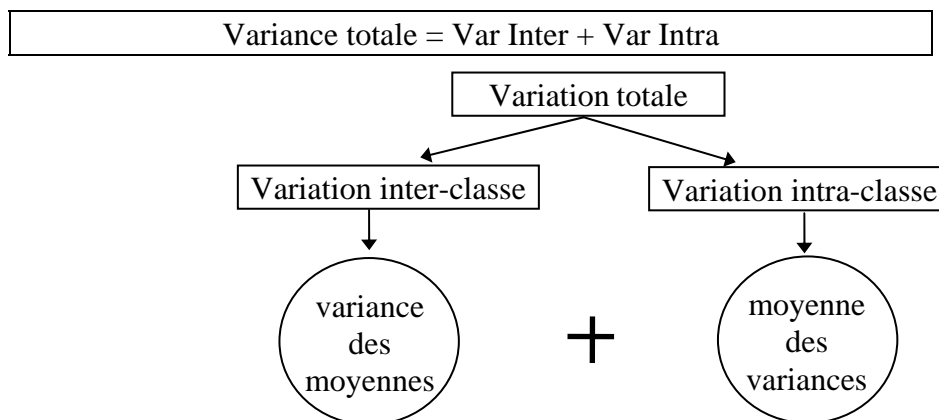 Variance totale = Var Inter + Var Intra
Variation totale
Variation inter-classe
Variation intra-classe
variance
des
moyennes
+
moyenne
des
variances